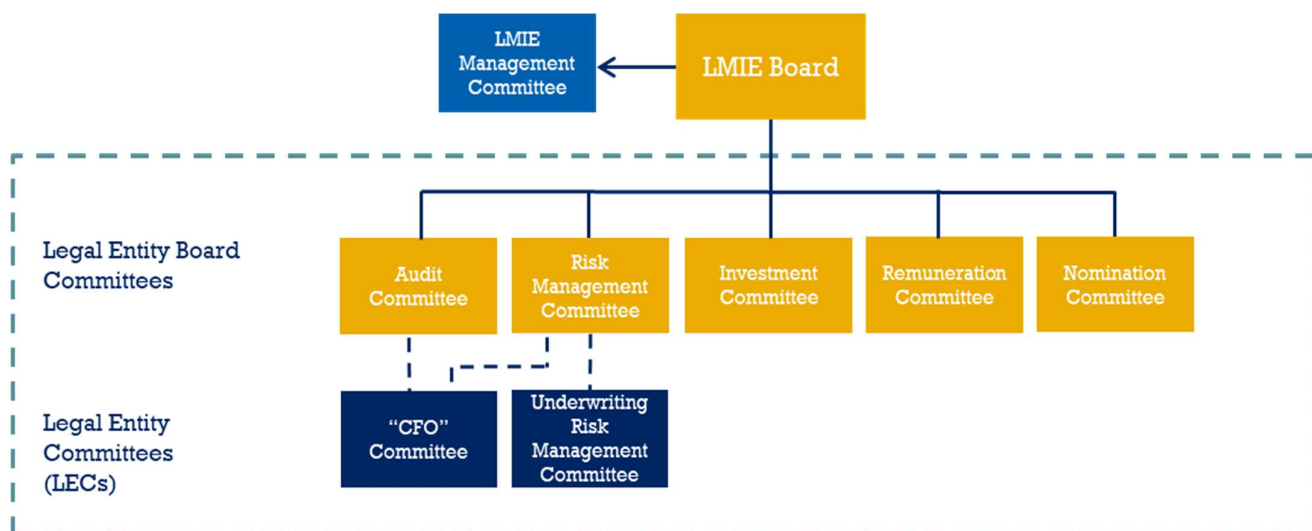 LMIE
Management
Committee
LMIE Board
Legal Entity Board
Committees
Audit
Committee
Risk
Management
Committee
Investment
Committee
Remuneration
Committee
Nomination
Committee
Legal Entity
Committees
(LECs)
“CFO”
Committee
Underwriting
Risk
Management
Committee